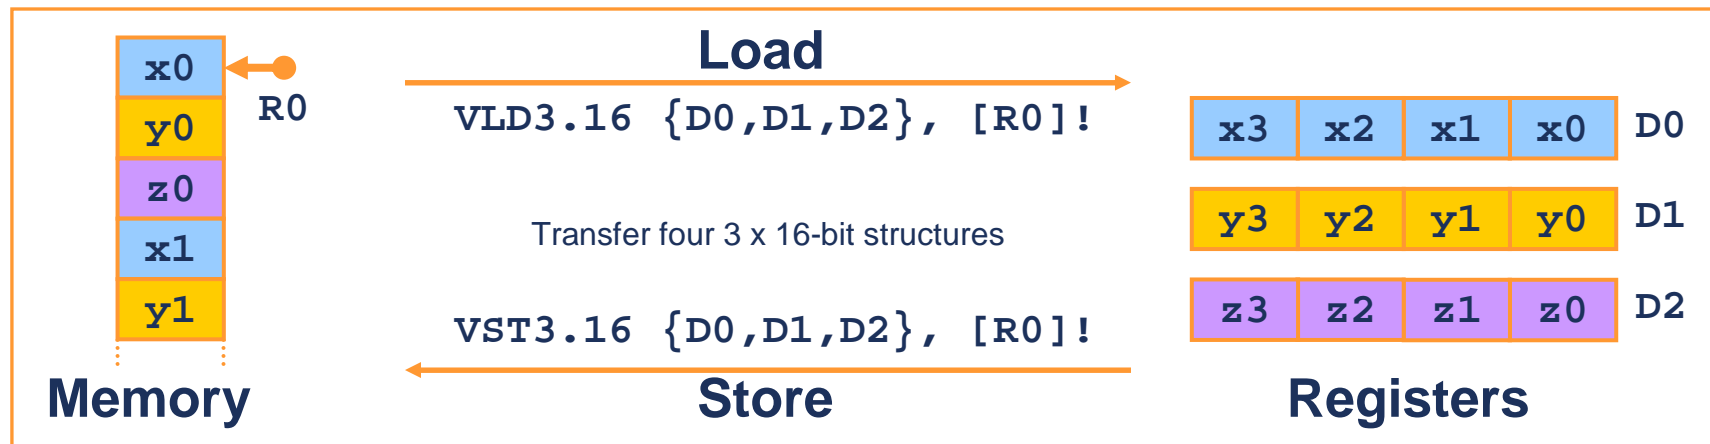 x0
y0
z0
x1
y1
R0
Memory
Load
VLD3.16 {D0,D1,D2}, [R0]!
Transfer four 3 x 16-bit structures
VST3.16 {D0,D1,D2}, [R0]!
Store
x3 x2 x1 x0 D0
y3 y2 y1 y0 D1
z3 z2 z1 z0 D2
Registers